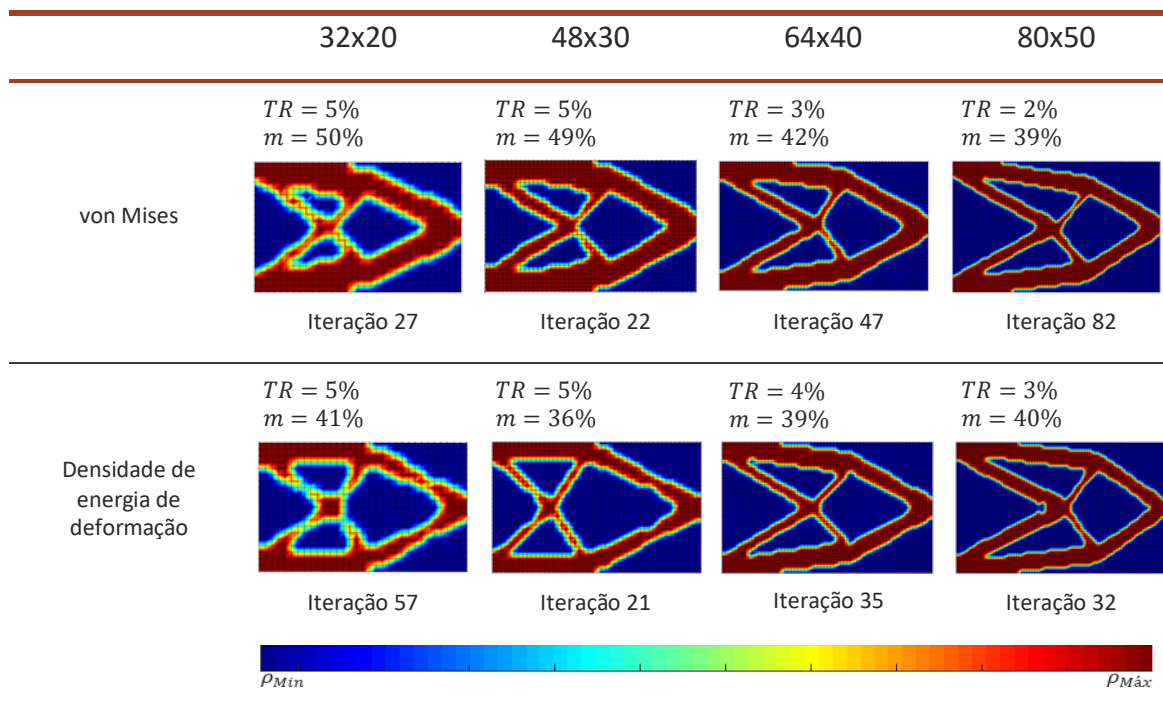 32x20 48x30 64x40 80x50
TR = 5% TR = 5% TR = 3% TR = 2%
m = 50% m = 49% m = 42% m = 39%
von Mises
Iteração 27 Iteração 22 Iteração 47 Iteração 82
TR = 5% TR = 5% TR = 4% TR = 3%
m = 41% m = 36% m = 39% m = 40%
Densidade de
energia de
deformação
Iteração 57 Iteração 21 Iteração 35 Iteração 32
ρMin ρMáx